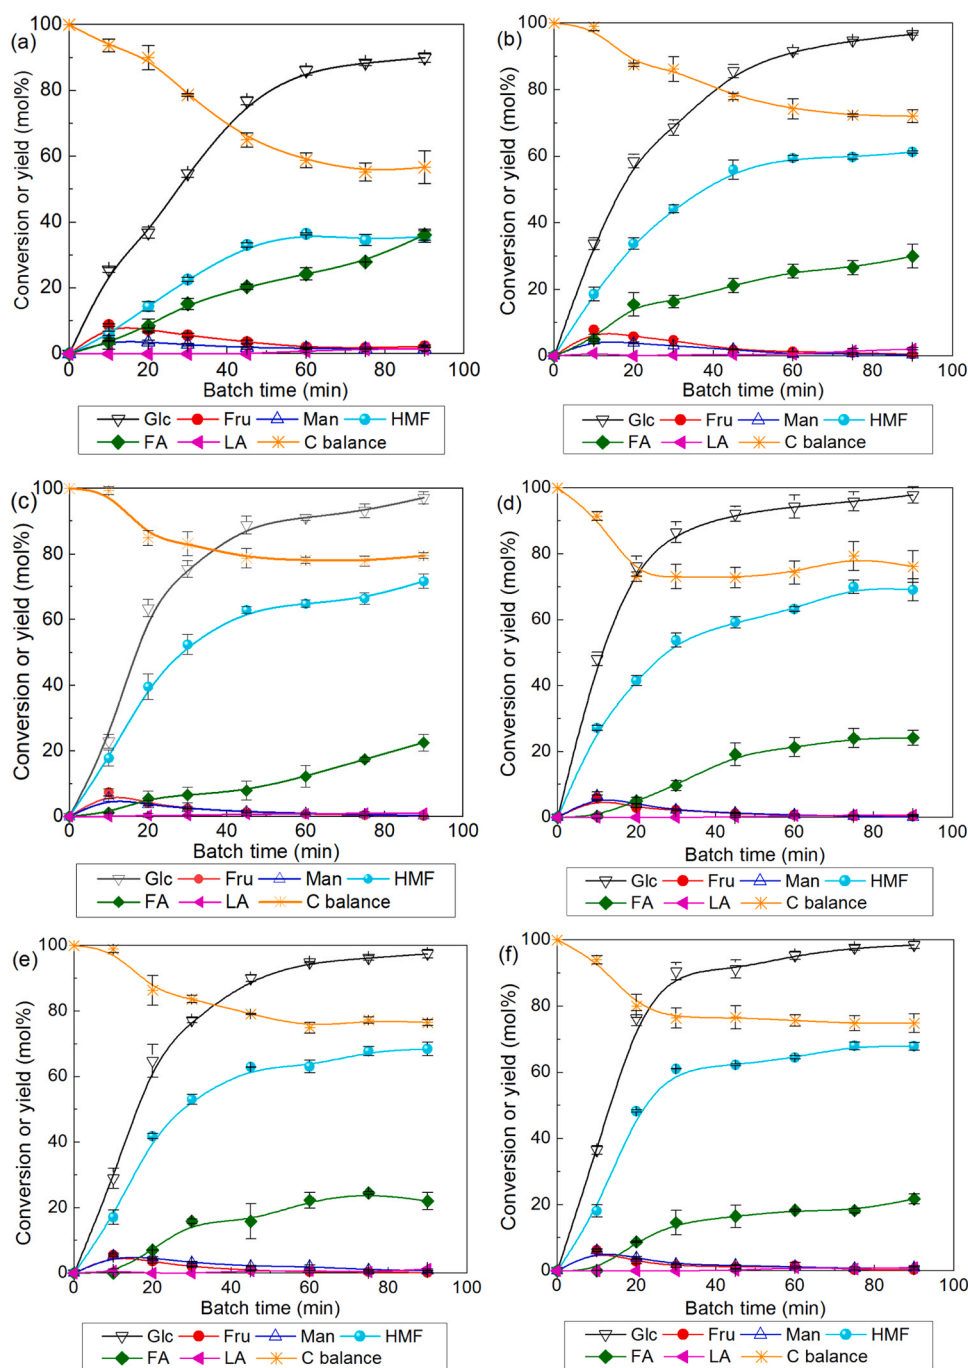 (a)
Conversion or yield (mol%)
100
80
60
40
20
0
0 20 40 60 80 100
Batch time (min)
Glc Fru Man HMF
FA LA C balance
(b)
Conversion or yield (mol%)
100
80
60
40
20
0
0 20 40 60 80 100
Batch time (min)
Glc Fru Man HMF
FA LA C balance
(c)
Conversion or yield (mol%)
100
80
60
40
20
0
0 20 40 60 80 100
Batch time (min)
Glc Fru Man HMF
FA LA C balance
(d)
Conversion or yield (mol%)
100
80
60
40
20
0
0 20 40 60 80 100
Batch time (min)
Glc Fru Man HMF
FA LA C balance
(e)
Conversion or yield (mol%)
100
80
60
40
20
0
0 20 40 60 80 100
Batch time (min)
Glc Fru Man HMF
FA LA C balance
(f)
Conversion or yield (mol%)
100
80
60
40
20
0
0 20 40 60 80 100
Batch time (min)
Glc Fru Man HMF
FA LA C balance